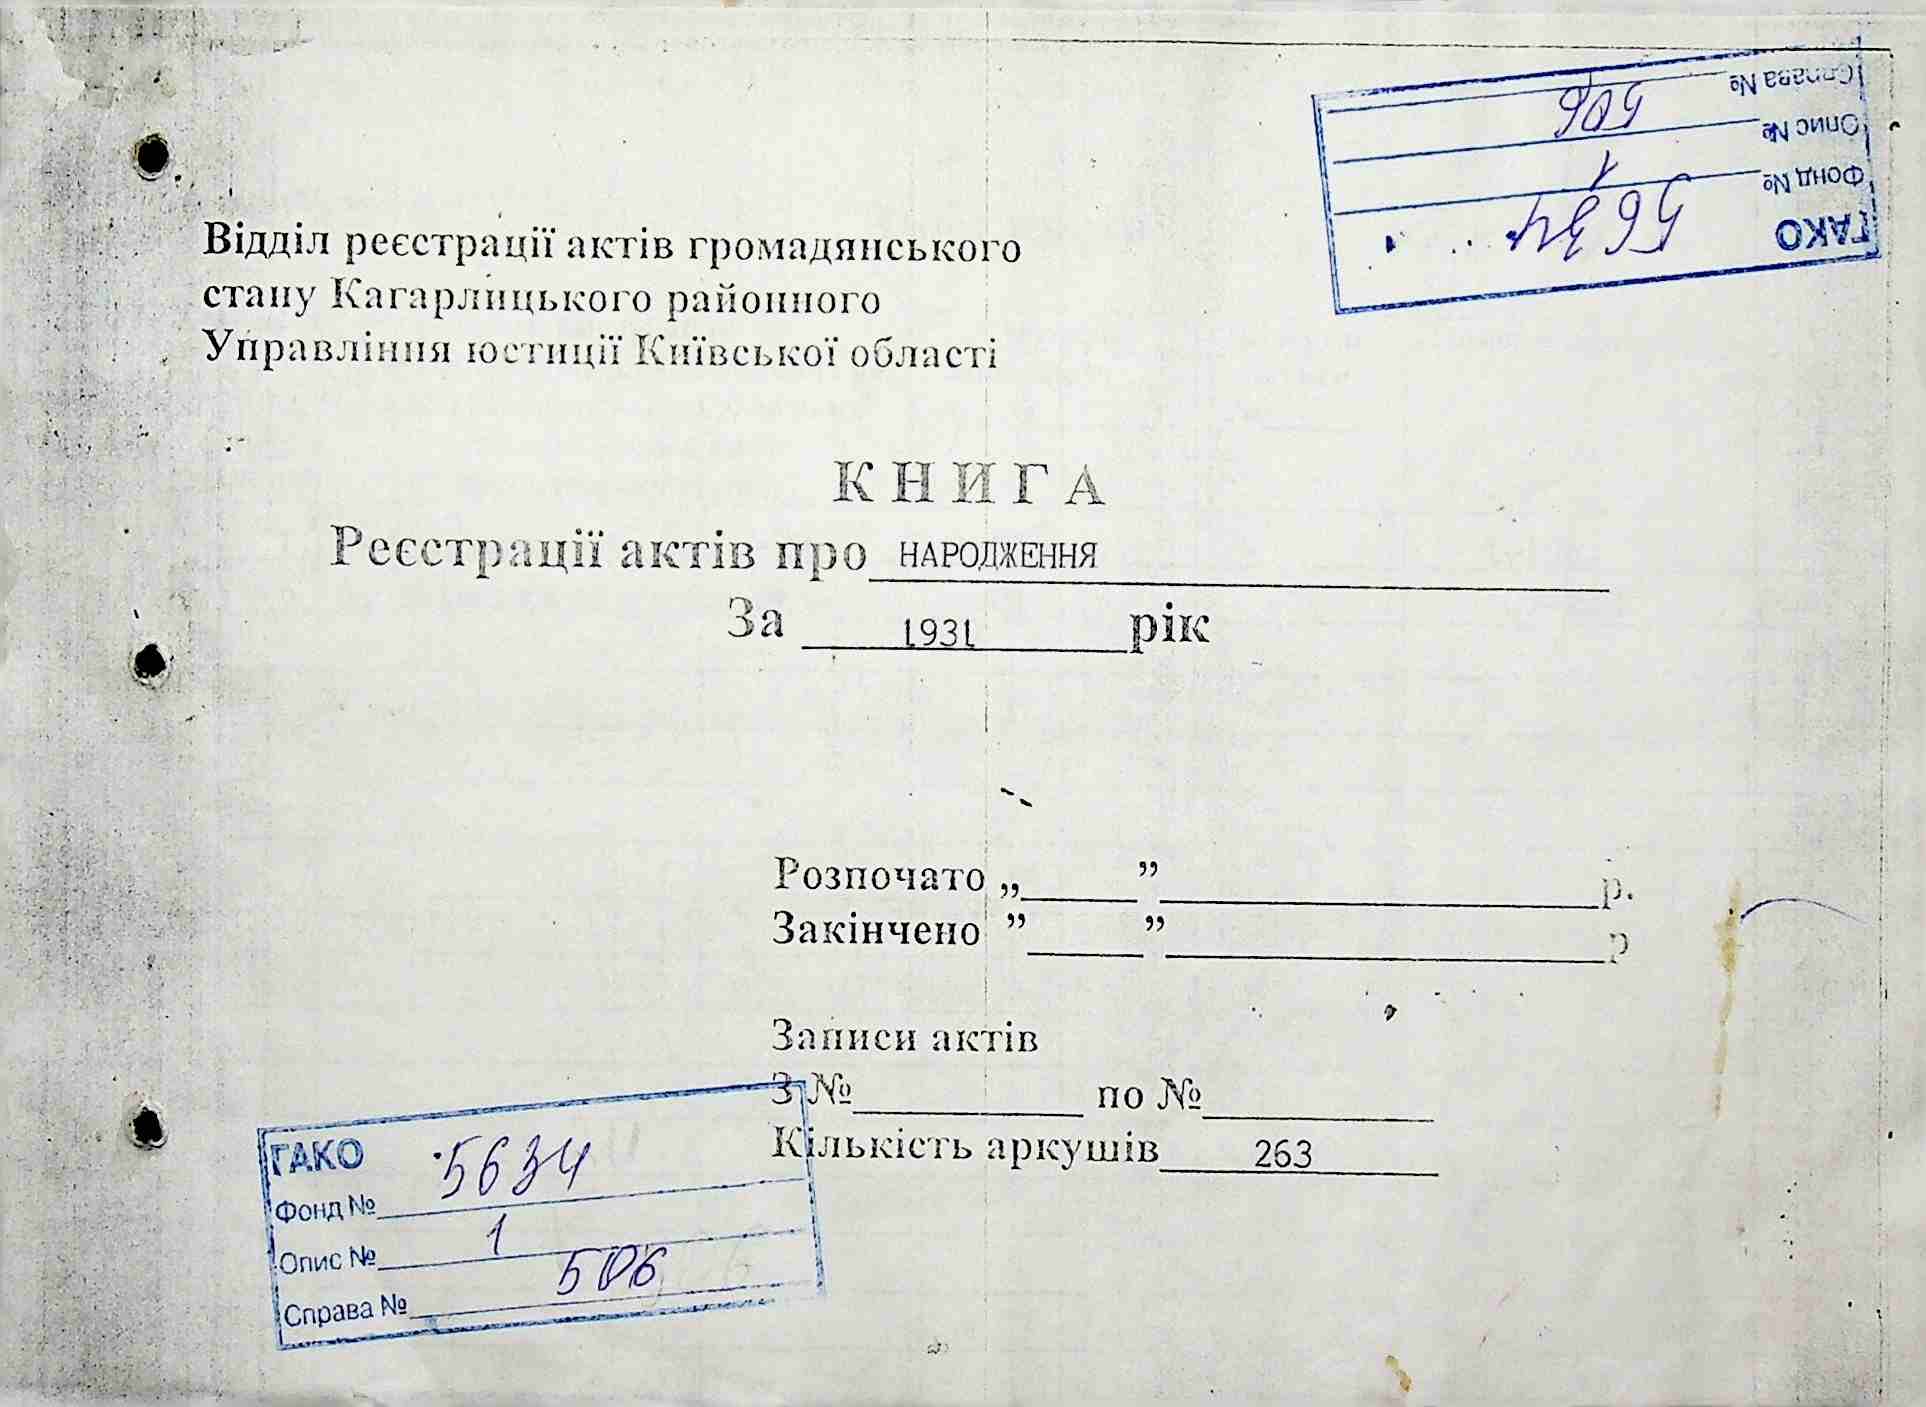 ГАКО
Фонд № 5634
Опис № 1
Справа № 506
Відділ реєстрації актів громадянського
стану Кагарлицького районного
Управління юстиції Київської області
КНИГА
Реєстрації актів про НАРОДЖЕННЯ
За 1931 рік
Розпочато „ ” р.
Закінчено ” ” р
Записи актів
З № по №
Кількість аркушів 263
ГАКО
Фонд № 5634
Опис № 1
Справа № 506